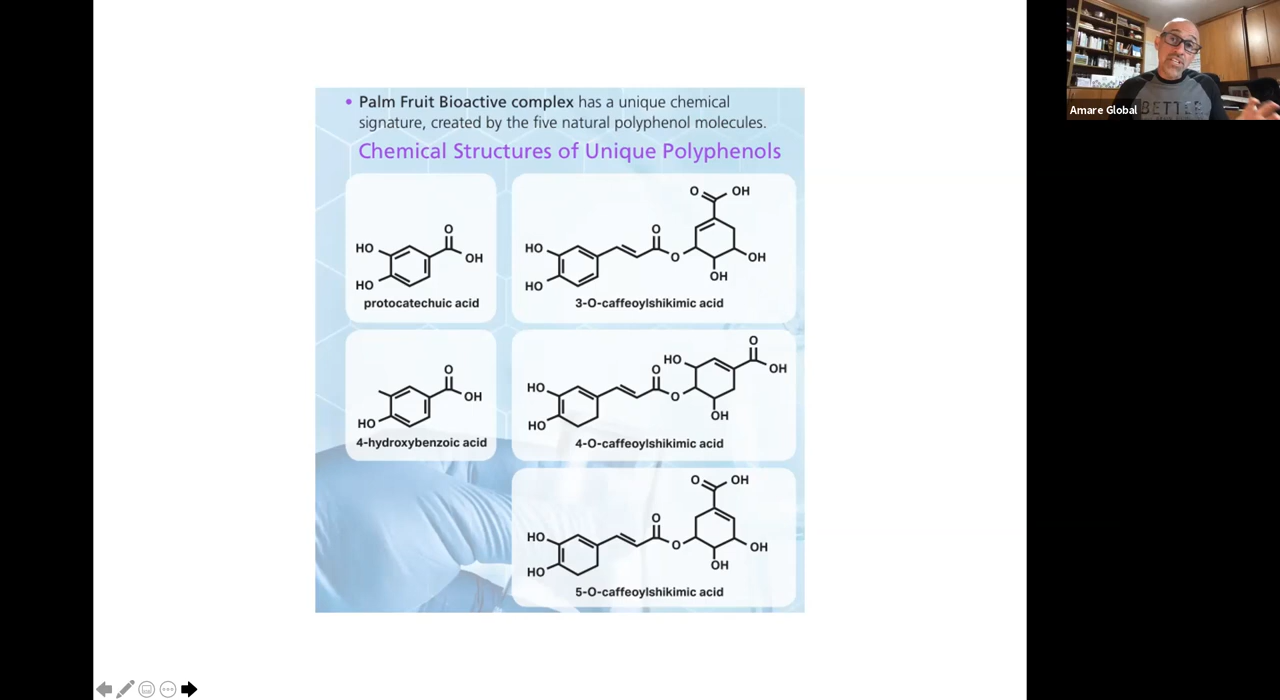 • Palm Fruit Bioactive complex has a unique chemical
signature, created by the five natural polyphenol molecules.
Chemical Structures of Unique Polyphenols
O
HO
OH
HO
protocatechuic acid
O
OH
O
HO
O
OH
HO
OH
3-O-caffeoylshikimic acid
O
OH
HO
4-hydroxybenzoic acid
O
HO
O
OH
HO
O
HO
OH
4-O-caffeoylshikimic acid
O
OH
O
HO
O
OH
HO
OH
5-O-caffeoylshikimic acid
BETTER
Amare Global